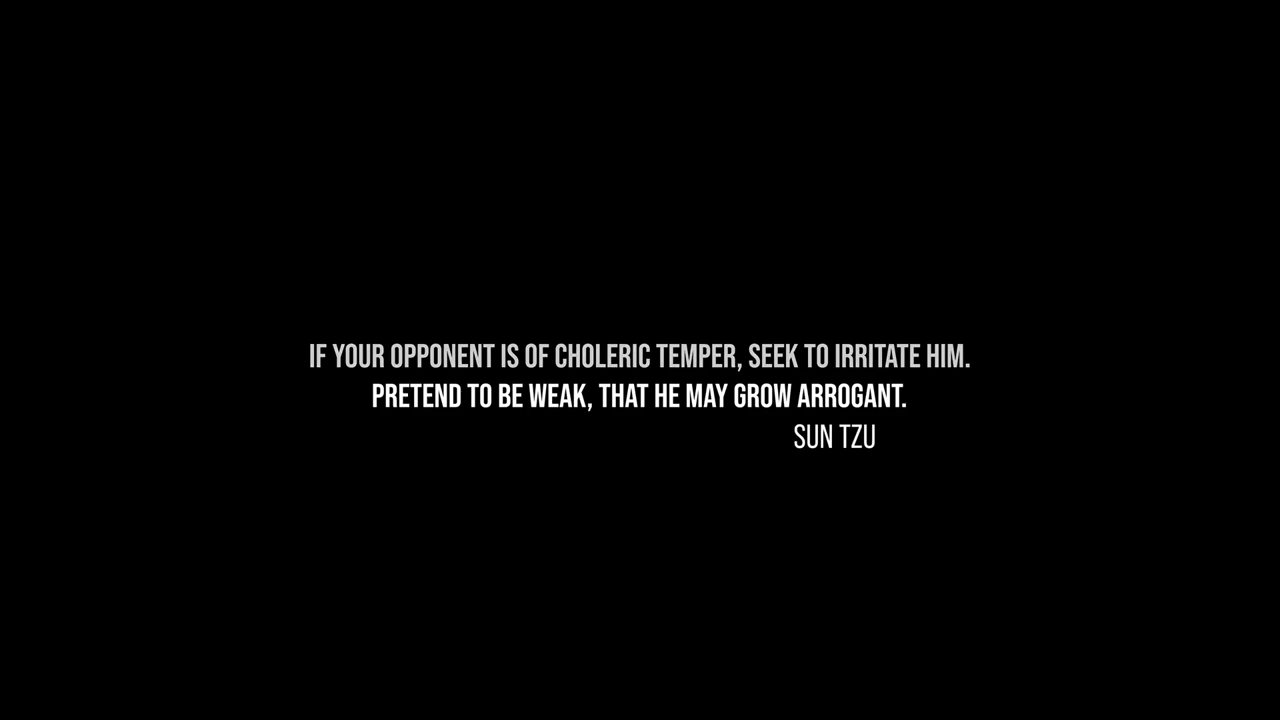 IF YOUR OPPONENT IS OF CHOLERIC TEMPER, SEEK TO IRRITATE HIM.
PRETEND TO BE WEAK, THAT HE MAY GROW ARROGANT.
SUN TZU